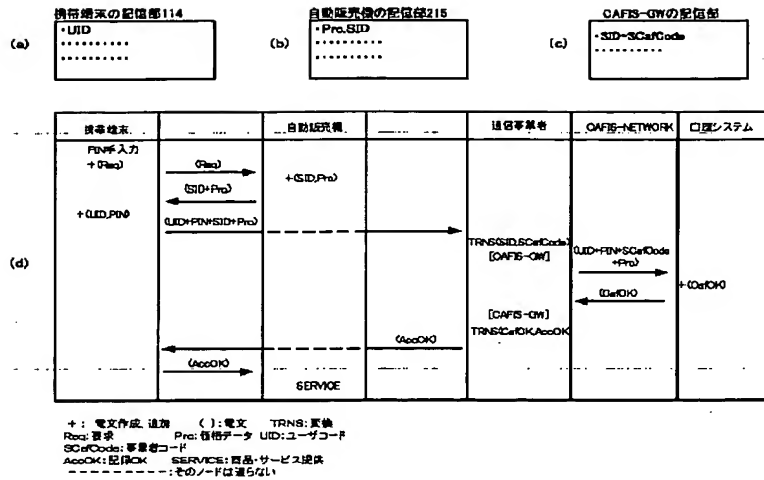 携帯端末の記憶部114
自動販売機の記憶部215
CAFIS-GWの記憶部
(a)
・UID
・・・・・・・・・
・・・・・・・・・
(b)
・Pro,SID
・・・・・・・・・
・・・・・・・・・
(c)
・SID-SCafCode
・・・・・・・・・
・・・・・・・・・
携帯端末
自動販売機
通信事業者
CAFIS-NETWORK
口座システム
PIN手入力
+(Req)
(Req)
+(SID,Pro)
(SID+Pro)
+(UID,PIN)
(UID+PIN+SID+Pro)
(d)
TRNS(SID,SCafCode)
[CAFIS-GW]
(UID+PIN+SCafCode
+Pro)
+(CafOK)
(CafOK)
[CAFIS-GW]
TRNS(CafOK,AccOK)
(AccOK)
(AccOK)
SERVICE
+: 電文作成、追加 ( ):電文 TRNS:変換
Req:要求 Pro:価格データ UID:ユーザコード
SCafCode:事業者コード
AccOK:記録OK SERVICE:商品・サービス提供
----------:そのノードは通らない